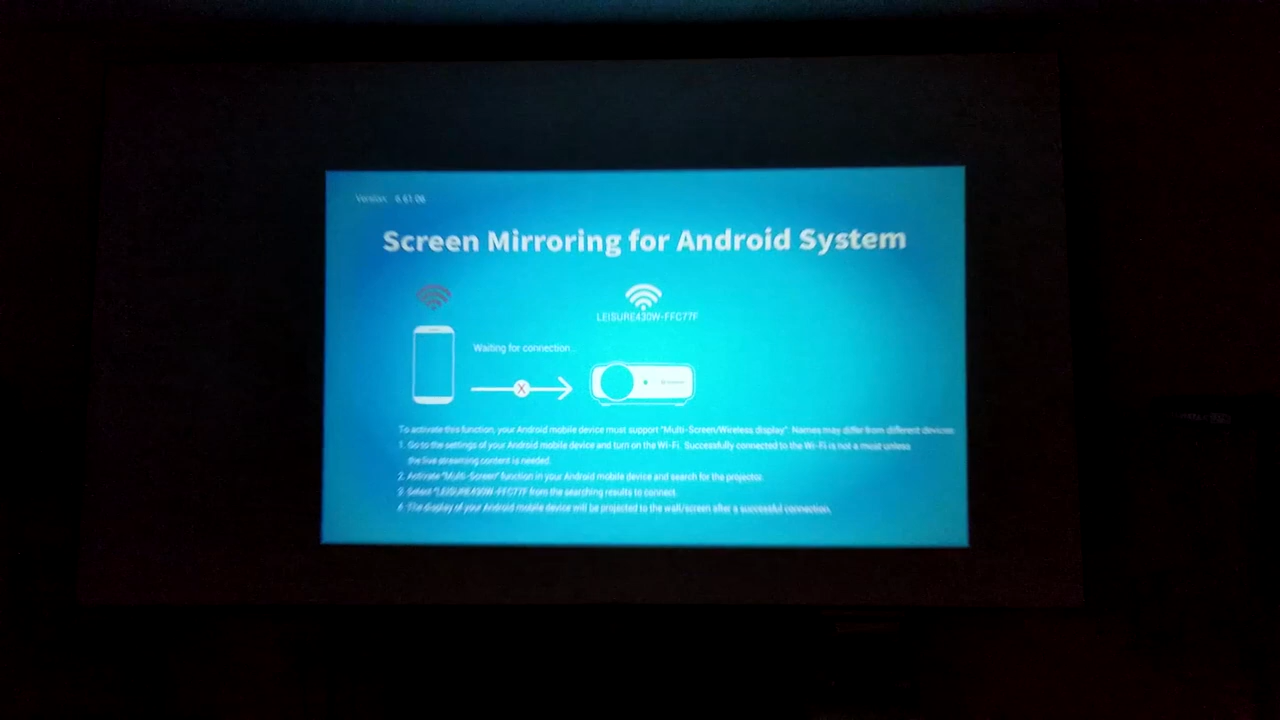 Version: 6.61.06
Screen Mirroring for Android System
LEISURE430W-FFC77F
Waiting for connection...
To activate this function, your Android mobile device must support "Multi-Screen/Wireless display". Names may differ from different devices.
1. Go to the settings of your Android mobile device and turn on the Wi-Fi. Successfully connected to the Wi-Fi is not a must unless
the live streaming content is needed.
2. Activate "Multi-Screen" function in your Android mobile device and search for the projector.
3. Select "LEISURE430W-FFC77F from the searching results to connect.
4. The display of your Android mobile device will be projected to the wall/screen after a successful connection.